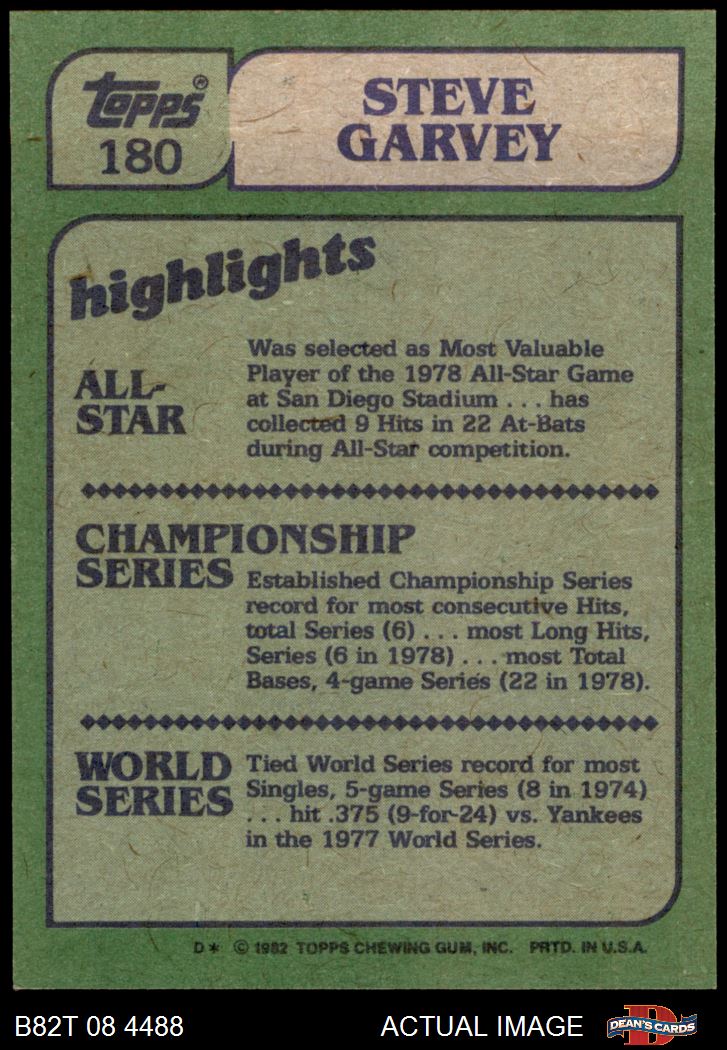 topps®
180
STEVE
GARVEY
highlights
ALL-
STAR
Was selected as Most Valuable
Player of the 1978 All-Star Game
at San Diego Stadium . . . has
collected 9 Hits in 22 At-Bats
during All-Star competition.
CHAMPIONSHIP
SERIES
Established Championship Series
record for most consecutive Hits,
total Series (6) . . . most Long Hits,
Series (6 in 1978) . . . most Total
Bases, 4-game Series (22 in 1978).
WORLD
SERIES
Tied World Series record for most
Singles, 5-game Series (8 in 1974)
. . . hit .375 (9-for-24) vs. Yankees
in the 1977 World Series.
D* © 1982 TOPPS CHEWING GUM, INC. PRTD. IN U.S.A.
B82T 08 4488
ACTUAL IMAGE
D
DEAN'S CARDS